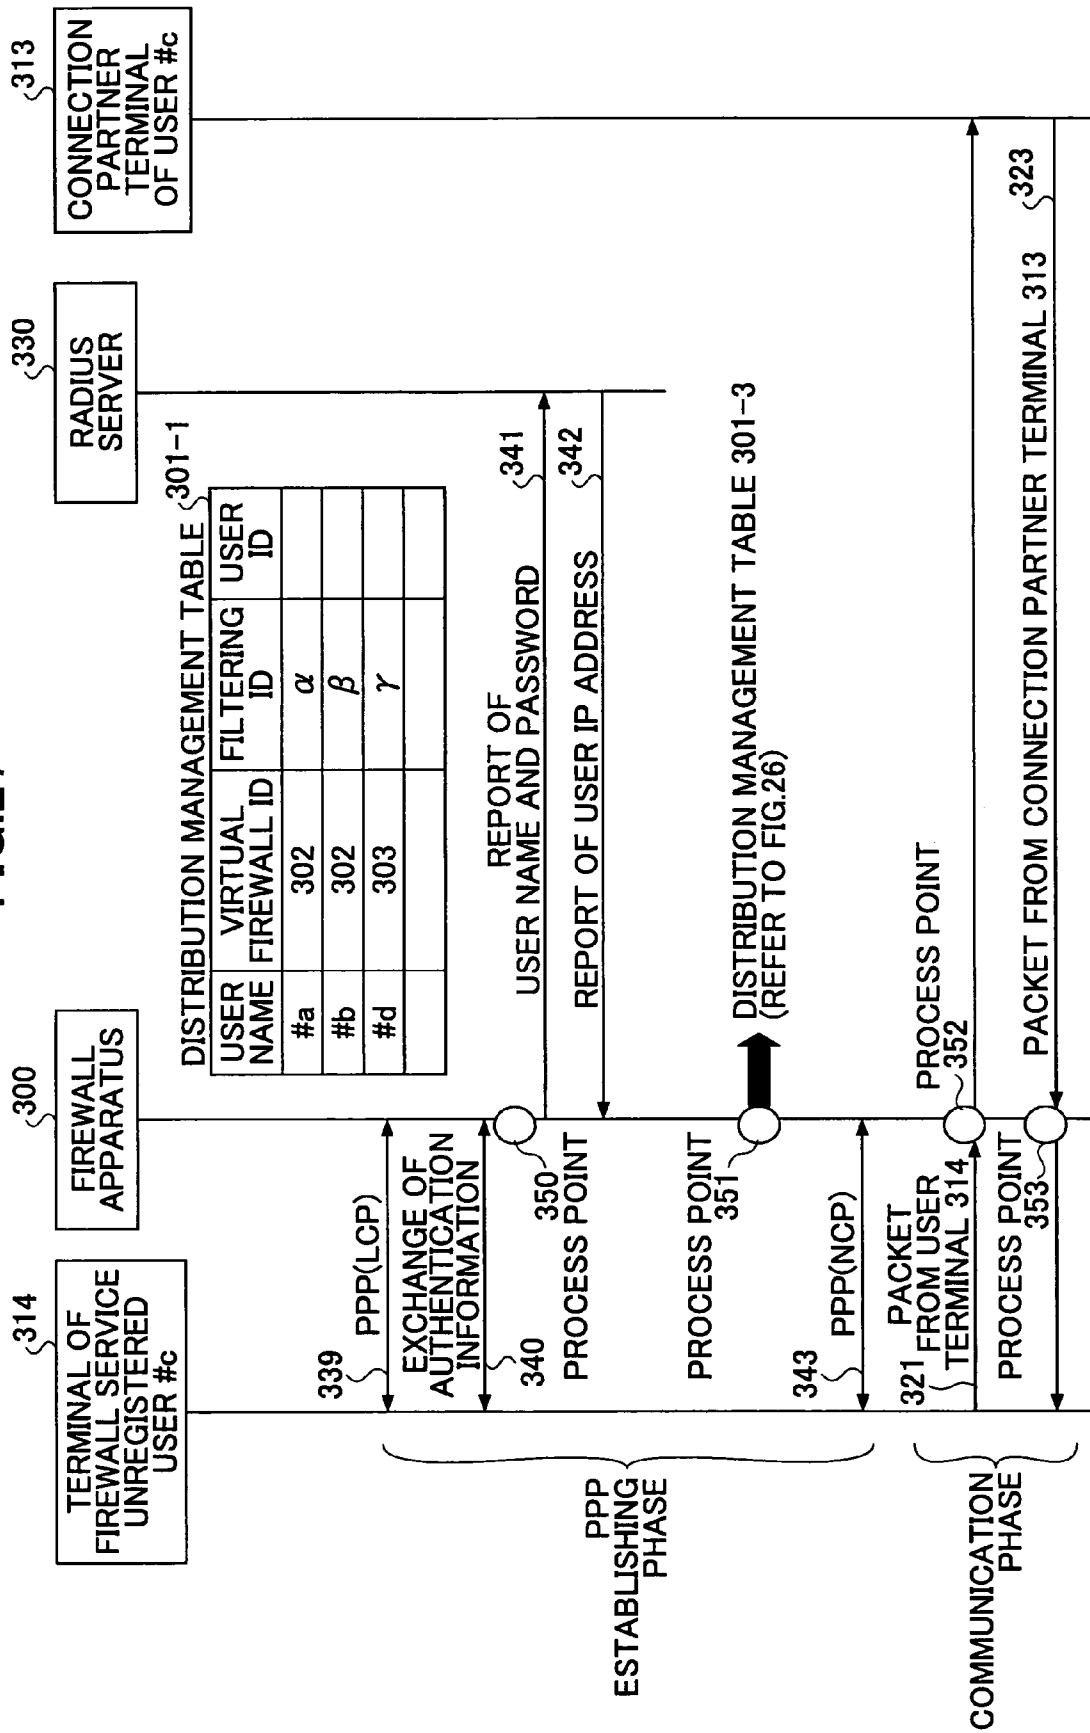 314
TERMINAL OF
FIREWALL SERVICE
UNREGISTERED
USER #c
300
FIREWALL
APPARATUS
330
RADIUS
SERVER
313
CONNECTION
PARTNER
TERMINAL
OF USER #c
DISTRIBUTION MANAGEMENT TABLE 301-1
USER NAME VIRTUAL FIREWALL ID FILTERING ID USER ID
#a 302 α
#b 302 β
#d 303 γ
PPP ESTABLISHING PHASE
339
PPP(LCP)
EXCHANGE OF
AUTHENTICATION
INFORMATION
340
350
PROCESS POINT
REPORT OF
USER NAME AND PASSWORD
341
REPORT OF USER IP ADDRESS
342
PROCESS POINT
351
DISTRIBUTION MANAGEMENT TABLE 301-3
(REFER TO FIG.26)
343
PPP(NCP)
COMMUNICATION
PHASE
321
PACKET
FROM USER
TERMINAL 314
PROCESS POINT
352
PROCESS POINT
353
PACKET FROM CONNECTION PARTNER TERMINAL 313
323